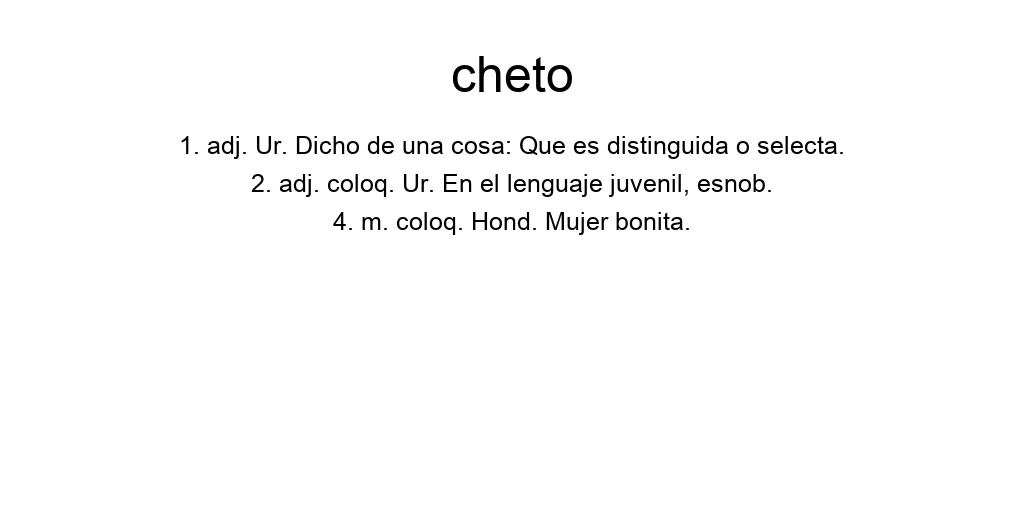 cheto
1. adj. Ur. Dicho de una cosa: Que es distinguida o selecta.
2. adj. coloq. Ur. En el lenguaje juvenil, esnob.
4. m. coloq. Hond. Mujer bonita.